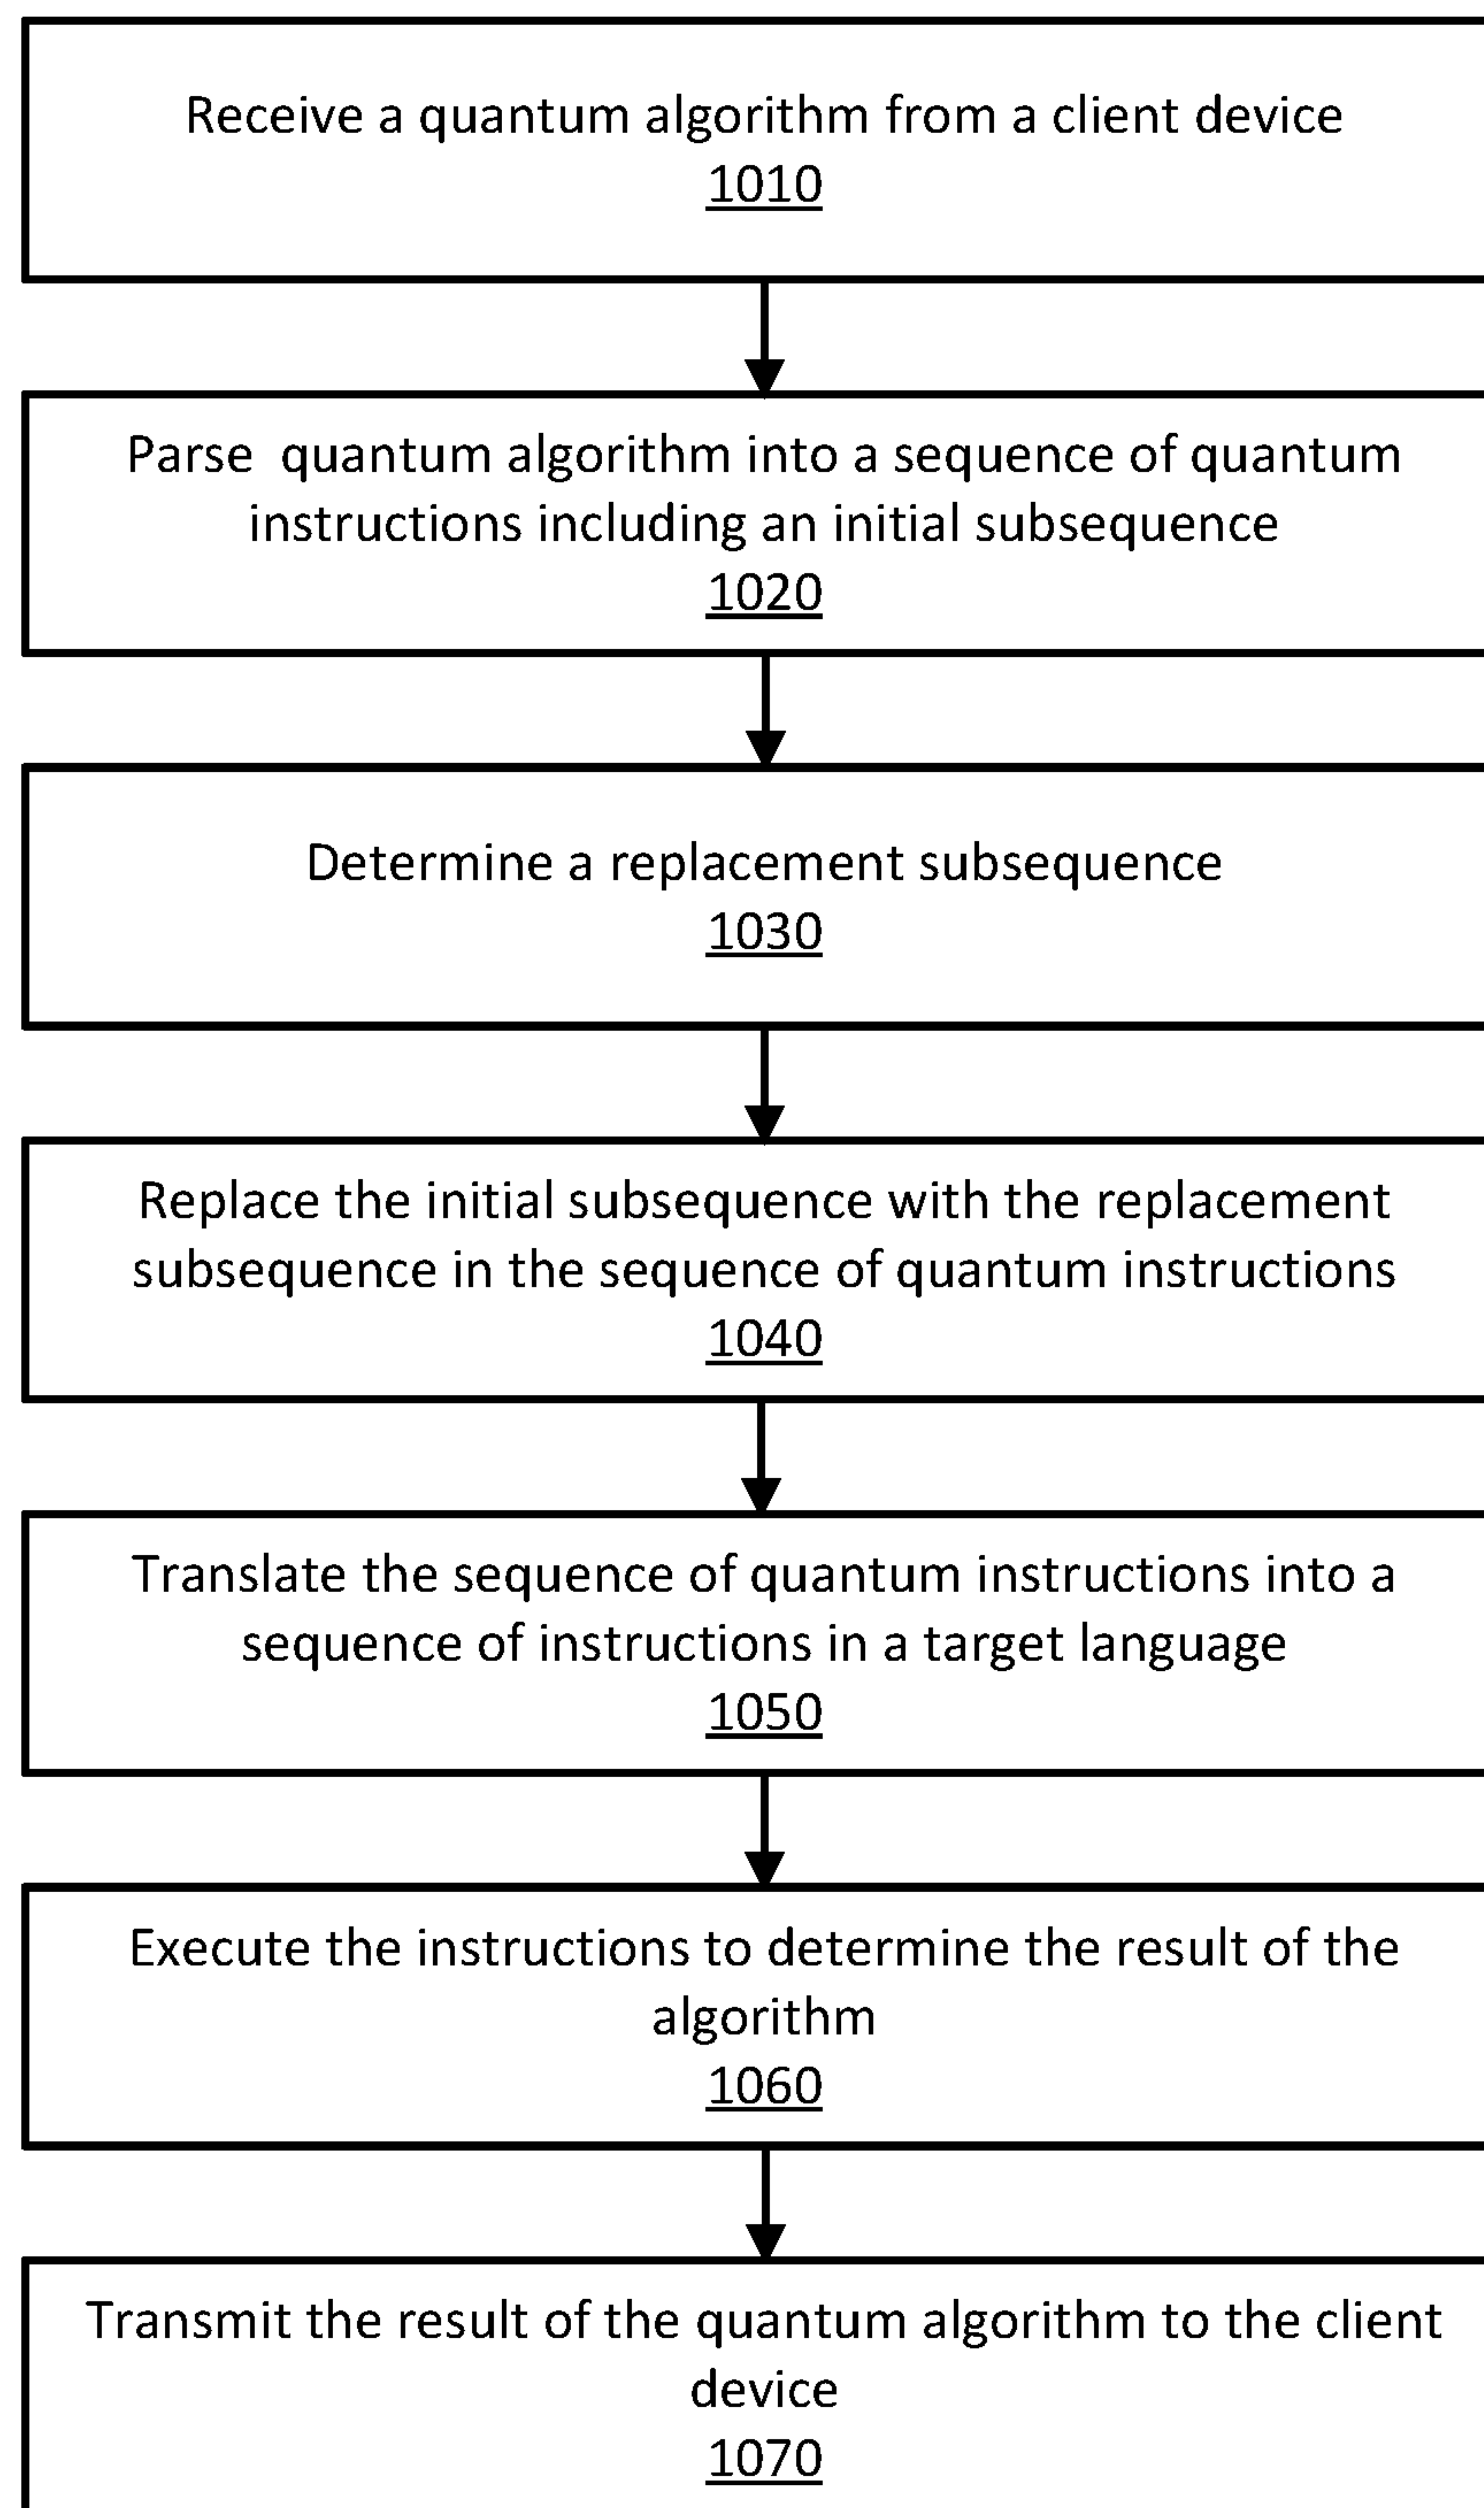 Receive a quantum algorithm from a client device
1010
Parse quantum algorithm into a sequence of quantum
instructions including an initial subsequence
1020
Determine a replacement subsequence
1030
Replace the initial subsequence with the replacement
subsequence in the sequence of quantum instructions
1040
Translate the sequence of quantum instructions into a
sequence of instructions in a target language
1050
Execute the instructions to determine the result of the
algorithm
1060
Transmit the result of the quantum algorithm to the client
device
1070